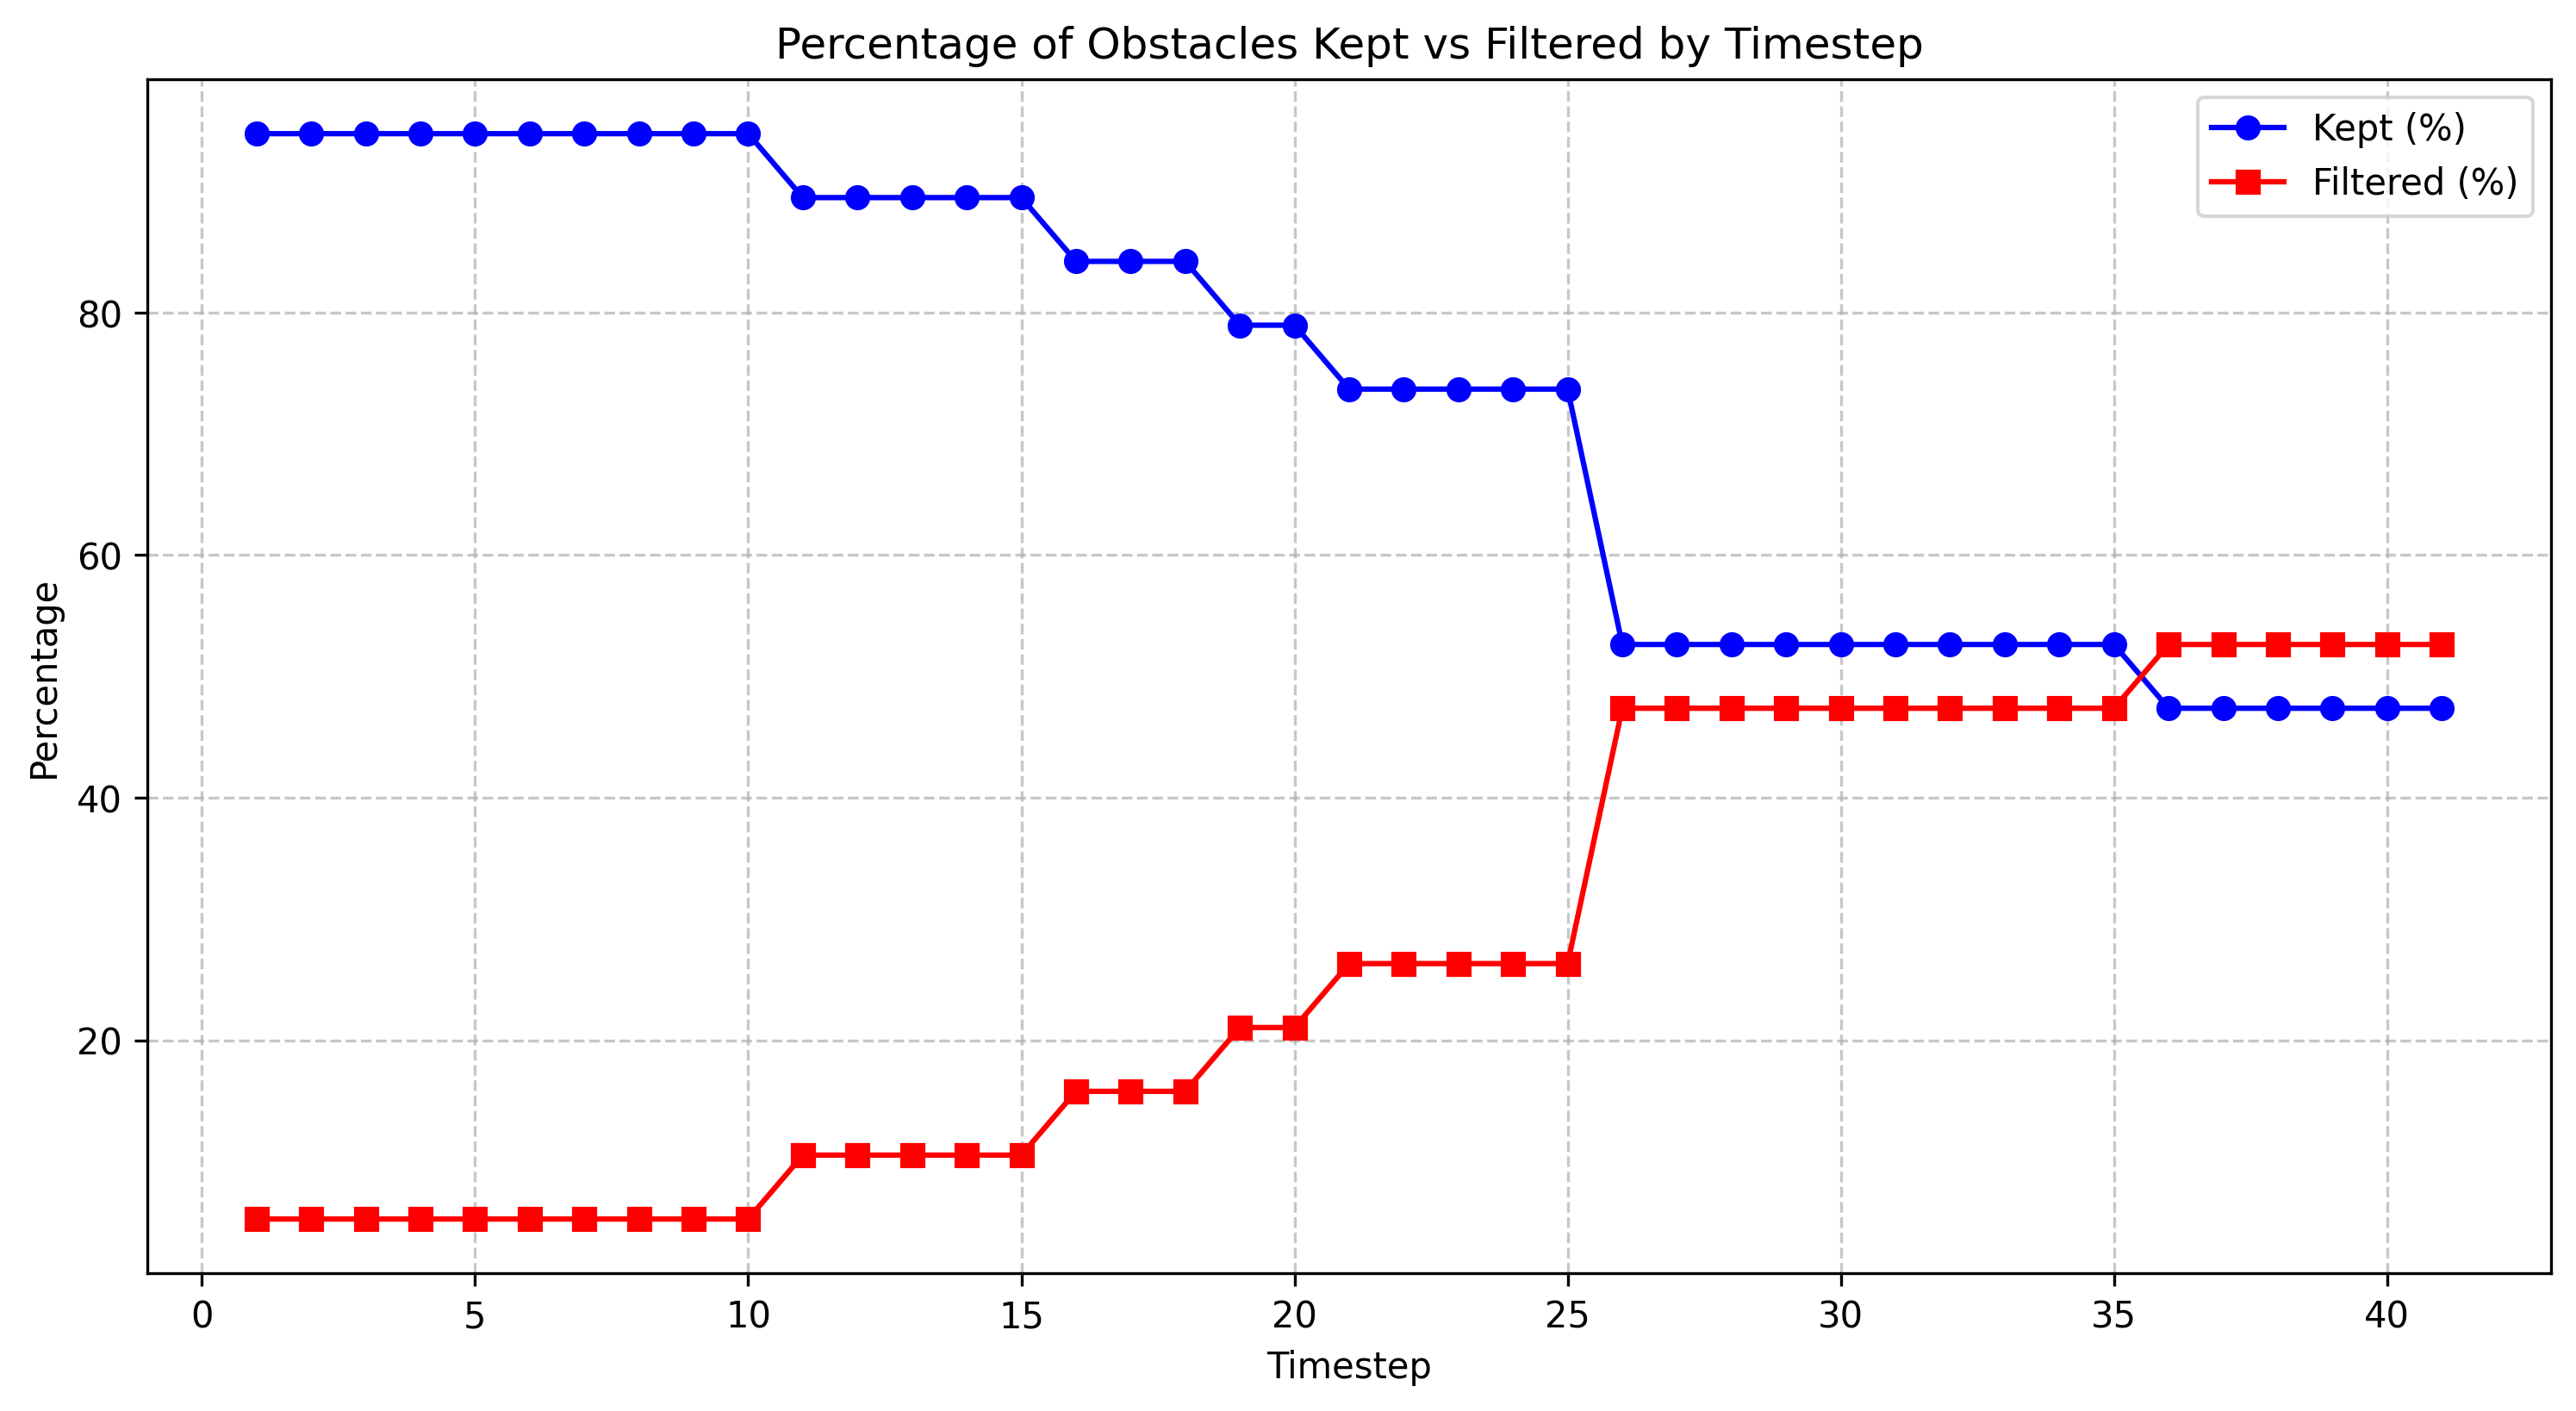 Percentage of Obstacles Kept vs Filtered by Timestep
Kept (%)
Filtered (%)
80
60
40
20
Percentage
0 5 10 15 20 25 30 35 40
Timestep